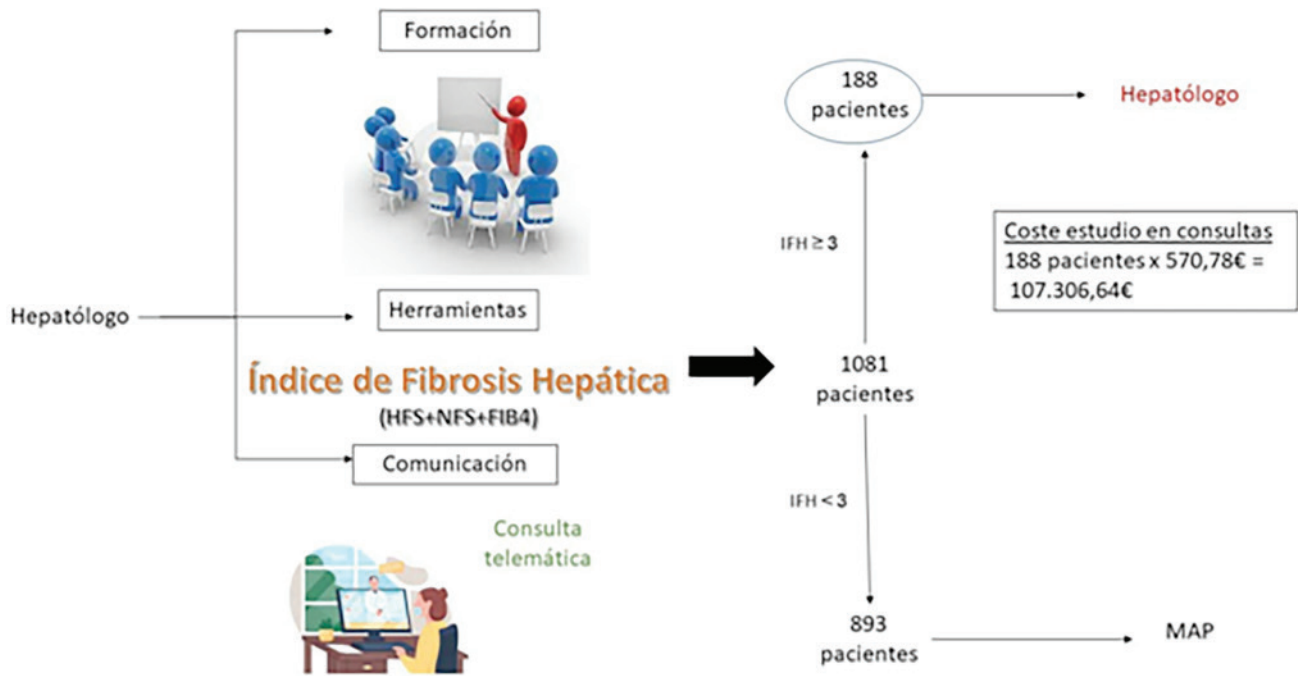 Formación
Hepatólogo
Herramientas
Índice de Fibrosis Hepática
(HFS+NFS+FIB4)
Comunicación
Consulta
telemática
188
pacientes
Hepatólogo
IFH ≥ 3
Coste estudio en consultas
188 pacientes x 570,78€ =
107.306,64€
1081
pacientes
IFH < 3
893
pacientes
MAP